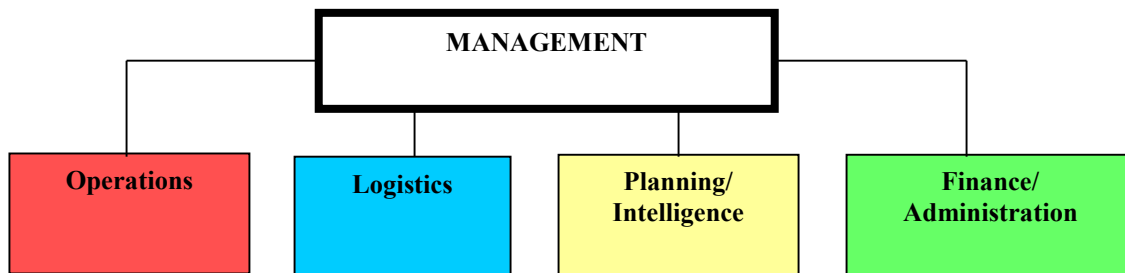 MANAGEMENT
Operations
Logistics
Planning/
Intelligence
Finance/
Administration